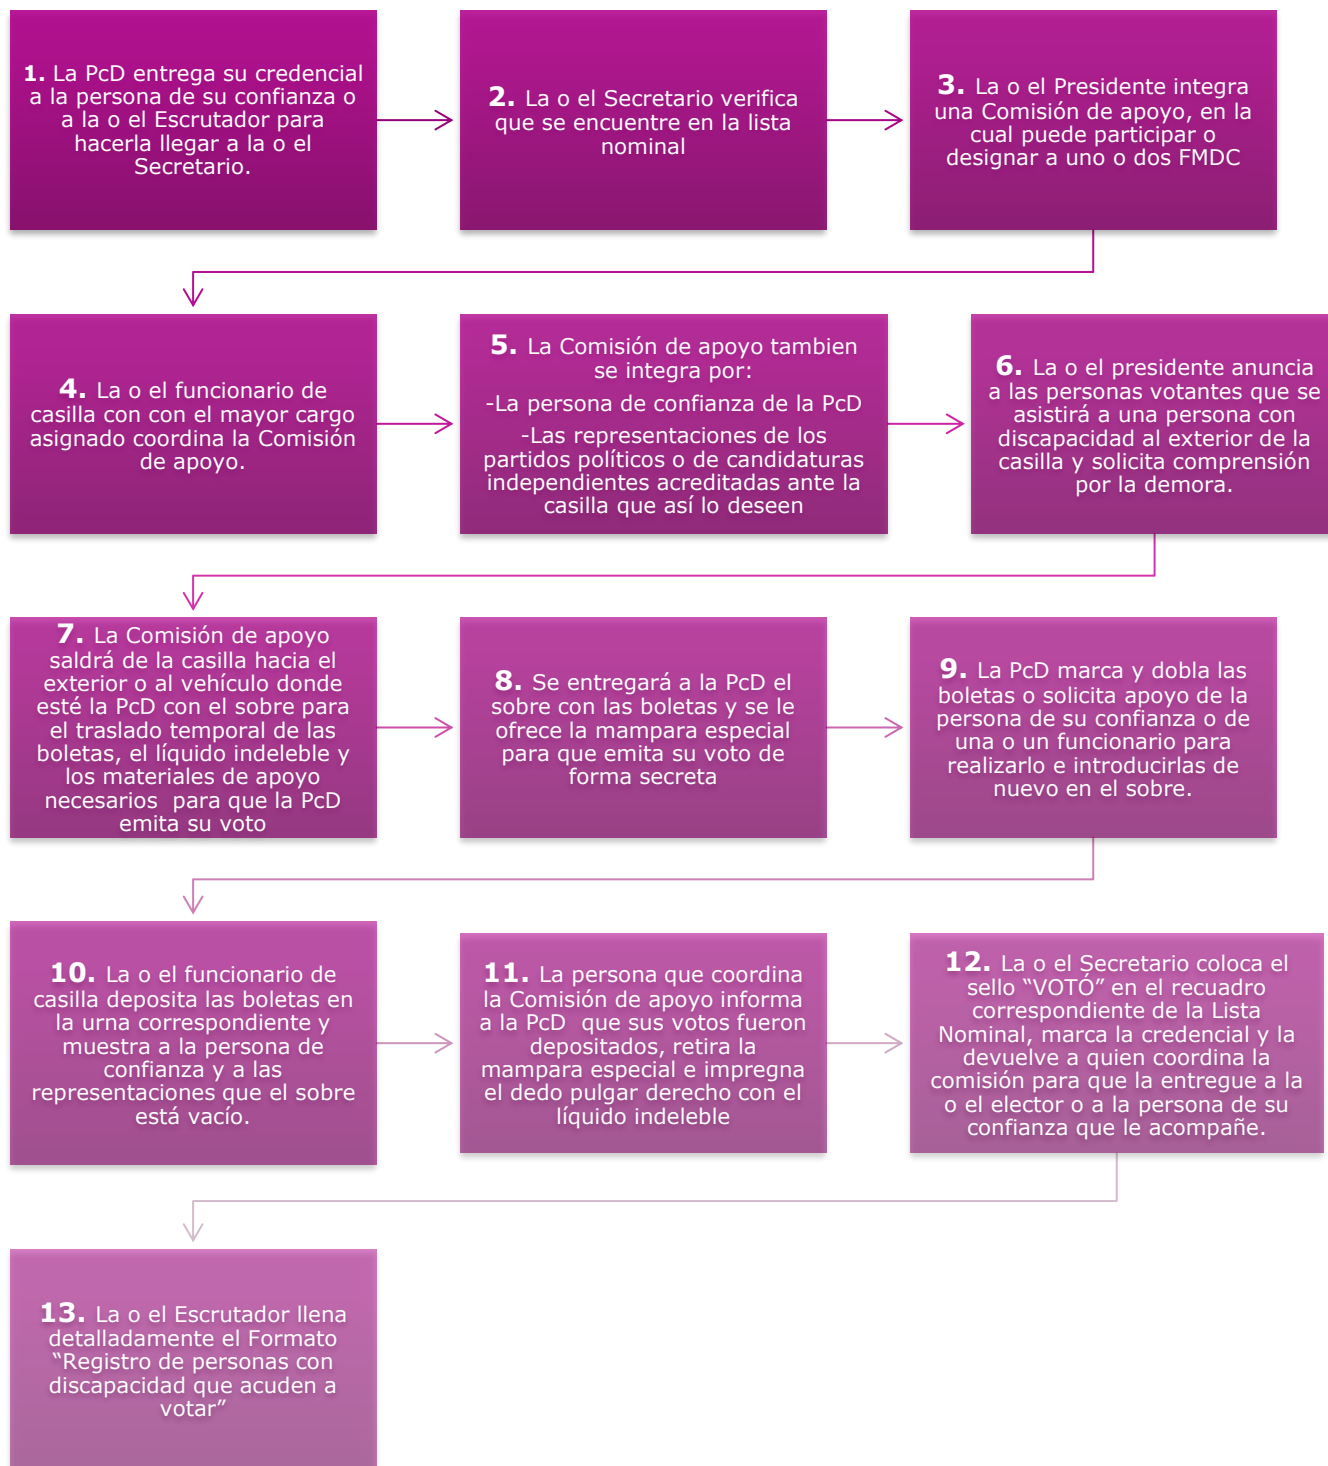 1. La PcD entrega su credencial
a la persona de su confianza o
a la o el Escrutador para
hacerla llegar a la o el
Secretario.
2. La o el Secretario verifica
que se encuentre en la lista
nominal
3. La o el Presidente integra
una Comisión de apoyo, en la
cual puede participar o
designar a uno o dos FMDC
4. La o el funcionario de
casilla con con el mayor cargo
asignado coordina la Comisión
de apoyo.
5. La Comisión de apoyo tambien
se integra por:
-La persona de confianza de la PcD
-Las representaciones de los
partidos políticos o de candidaturas
independientes acreditadas ante la
casilla que así lo deseen
6. La o el presidente anuncia
a las personas votantes que se
asistirá a una persona con
discapacidad al exterior de la
casilla y solicita comprensión
por la demora.
7. La Comisión de apoyo
saldrá de la casilla hacia el
exterior o al vehículo donde
esté la PcD con el sobre para
el traslado temporal de las
boletas, el líquido indeleble y
los materiales de apoyo
necesarios para que la PcD
emita su voto
8. Se entregará a la PcD el
sobre con las boletas y se le
ofrece la mampara especial
para que emita su voto de
forma secreta
9. La PcD marca y dobla las
boletas o solicita apoyo de la
persona de su confianza o de
una o un funcionario para
realizarlo e introducirlas de
nuevo en el sobre.
10. La o el funcionario de
casilla deposita las boletas en
la urna correspondiente y
muestra a la persona de
confianza y a las
representaciones que el sobre
está vacío.
11. La persona que coordina
la Comisión de apoyo informa
a la PcD que sus votos fueron
depositados, retira la
mampara especial e impregna
el dedo pulgar derecho con el
líquido indeleble
12. La o el Secretario coloca el
sello “VOTÓ” en el recuadro
correspondiente de la Lista
Nominal, marca la credencial y la
devuelve a quien coordina la
comisión para que la entregue a la
o el elector o a la persona de su
confianza que le acompañe.
13. La o el Escrutador llena
detalladamente el Formato
“Registro de personas con
discapacidad que acuden a
votar”